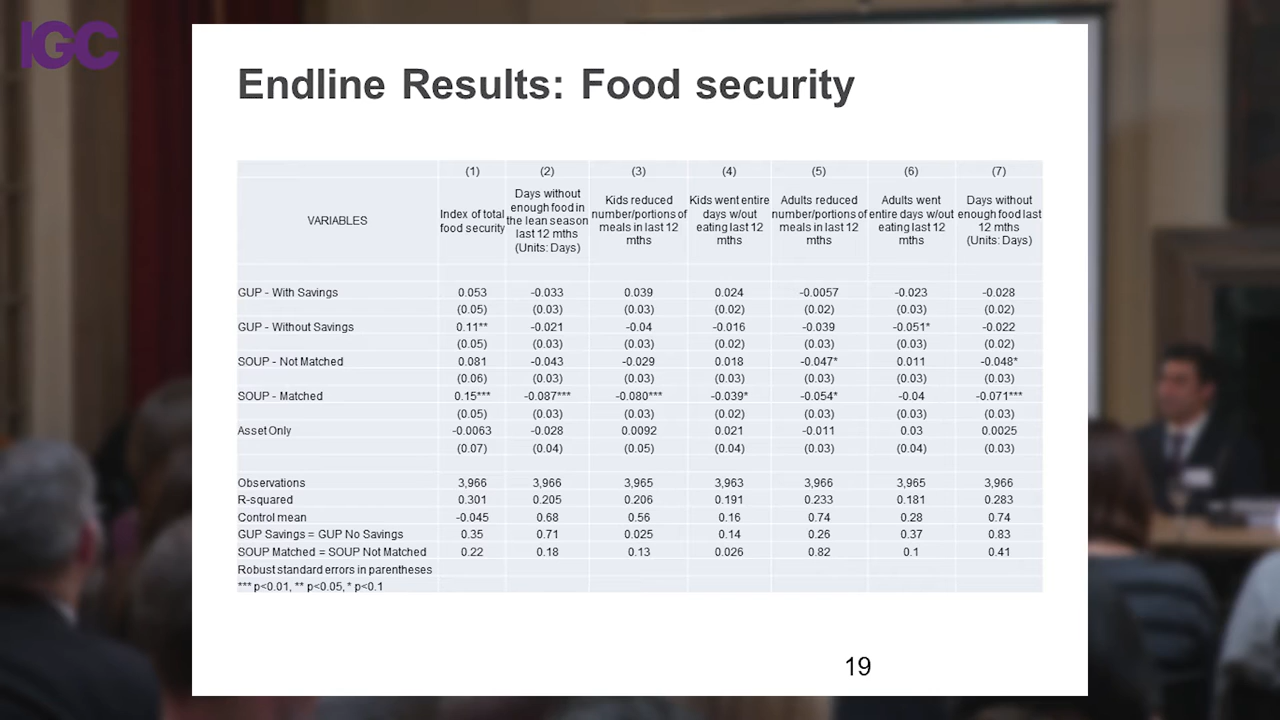 IGC
Endline Results: Food security
(1) (2) (3) (4) (5) (6) (7)
VARIABLES
Index of total
food security
Days without
enough food in
the lean season
last 12 mths
(Units: Days)
Kids reduced
number/portions of
meals in last 12
mths
Kids went entire
days w/out
eating last 12
mths
Adults reduced
number/portions of
meals in last 12
mths
Adults went
entire days w/out
eating last 12
mths
Days without
enough food last
12 mths
(Units: Days)
GUP - With Savings 0.053 -0.033 0.039 0.024 -0.0057 -0.023 -0.028
(0.05) (0.03) (0.03) (0.02) (0.02) (0.03) (0.02)
GUP - Without Savings 0.11** -0.021 -0.04 -0.016 -0.039 -0.051* -0.022
(0.05) (0.03) (0.03) (0.02) (0.03) (0.03) (0.02)
SOUP - Not Matched 0.081 -0.043 -0.029 0.018 -0.047* 0.011 -0.048*
(0.06) (0.03) (0.03) (0.03) (0.03) (0.03) (0.03)
SOUP - Matched 0.15*** -0.087*** -0.080*** -0.039* -0.054* -0.04 -0.071***
(0.05) (0.03) (0.03) (0.02) (0.03) (0.03) (0.03)
Asset Only -0.0063 -0.028 0.0092 0.021 -0.011 0.03 0.0025
(0.07) (0.04) (0.05) (0.04) (0.03) (0.04) (0.03)
Observations 3,966 3,966 3,965 3,963 3,966 3,965 3,966
R-squared 0.301 0.205 0.206 0.191 0.233 0.181 0.283
Control mean -0.045 0.68 0.56 0.16 0.74 0.28 0.74
GUP Savings = GUP No Savings 0.35 0.71 0.025 0.14 0.26 0.37 0.83
SOUP Matched = SOUP Not Matched 0.22 0.18 0.13 0.026 0.82 0.1 0.41
Robust standard errors in parentheses
*** p<0.01, ** p<0.05, * p<0.1
19